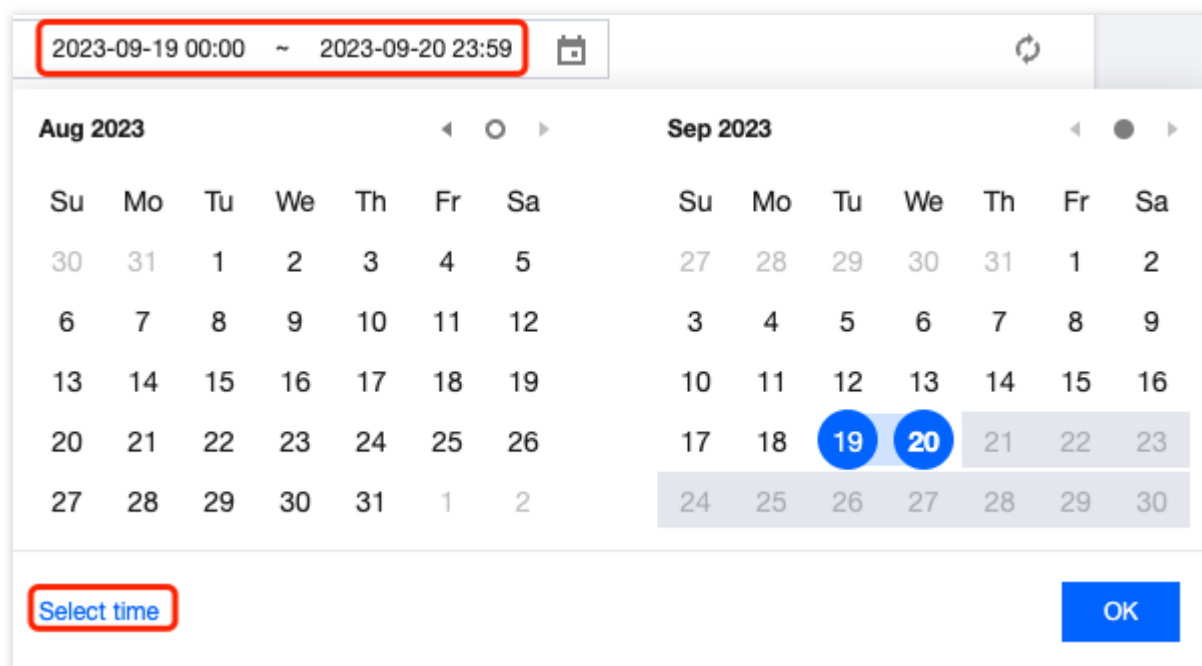 2023-09-19 00:00 ~ 2023-09-20 23:59
Aug 2023
Su Mo Tu We Th Fr Sa
30 31 1 2 3 4 5
6 7 8 9 10 11 12
13 14 15 16 17 18 19
20 21 22 23 24 25 26
27 28 29 30 31 1 2
Sep 2023
Su Mo Tu We Th Fr Sa
27 28 29 30 31 1 2
3 4 5 6 7 8 9
10 11 12 13 14 15 16
17 18 19 20 21 22 23
24 25 26 27 28 29 30
Select time
OK